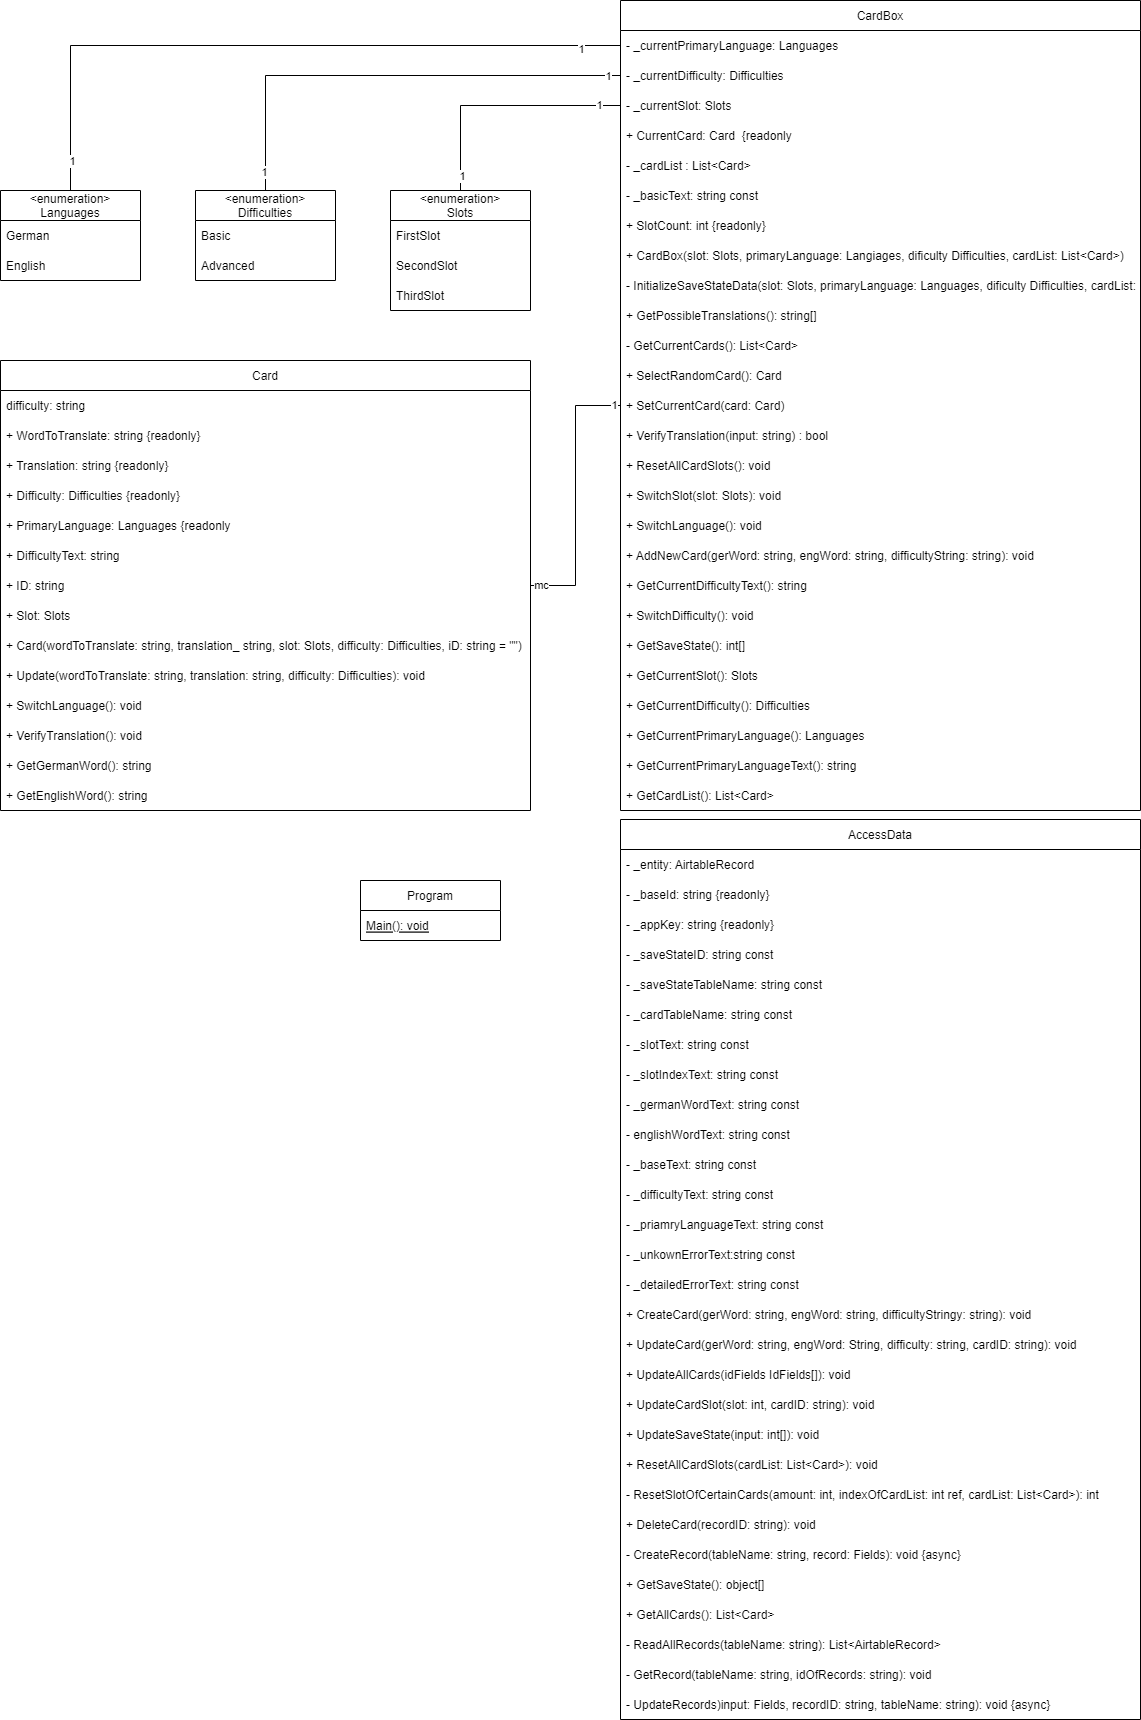 CardBox
- _currentPrimaryLanguage: Languages
- _currentDifficulty: Difficulties
- _currentSlot: Slots
+ CurrentCard: Card  {readonly
- _cardList : List<Card>
- _basicText: string const
+ SlotCount: int {readonly}
+ CardBox(slot: Slots, primaryLanguage: Langiages, dificulty Difficulties, cardList: List<Card>)
- InitializeSaveStateData(slot: Slots, primaryLanguage: Languages, dificulty Difficulties, cardList:
+ GetPossibleTranslations(): string[]
- GetCurrentCards(): List<Card>
+ SelectRandomCard(): Card
+ SetCurrentCard(card: Card)
+ VerifyTranslation(input: string) : bool
+ ResetAllCardSlots(): void
+ SwitchSlot(slot: Slots): void
+ SwitchLanguage(): void
+ AddNewCard(gerWord: string, engWord: string, difficultyString: string): void
+ GetCurrentDifficultyText(): string
+ SwitchDifficulty(): void
+ GetSaveState(): int[]
+ GetCurrentSlot(): Slots
+ GetCurrentDifficulty(): Difficulties
+ GetCurrentPrimaryLanguage(): Languages
+ GetCurrentPrimaryLanguageText(): string
+ GetCardList(): List<Card>
1
1
1
1
1
1
<enumeration>
Languages
German
English
<enumeration>
Difficulties
Basic
Advanced
<enumeration>
Slots
FirstSlot
SecondSlot
ThirdSlot
1
mc
Card
difficulty: string
+ WordToTranslate: string {readonly}
+ Translation: string {readonly}
+ Difficulty: Difficulties {readonly}
+ PrimaryLanguage: Languages {readonly
+ DifficultyText: string
+ ID: string
+ Slot: Slots
+ Card(wordToTranslate: string, translation_ string, slot: Slots, difficulty: Difficulties, iD: string = "")
+ Update(wordToTranslate: string, translation: string, difficulty: Difficulties): void
+ SwitchLanguage(): void
+ VerifyTranslation(): void
+ GetGermanWord(): string
+ GetEnglishWord(): string
Program
Main(): void
AccessData
- _entity: AirtableRecord
- _baseId: string {readonly}
- _appKey: string {readonly}
- _saveStateID: string const
- _saveStateTableName: string const
- _cardTableName: string const
- _slotText: string const
- _slotIndexText: string const
- _germanWordText: string const
- englishWordText: string const
- _baseText: string const
- _difficultyText: string const
- _priamryLanguageText: string const
- _unkownErrorText:string const
- _detailedErrorText: string const
+ CreateCard(gerWord: string, engWord: string, difficultyStringy: string): void
+ UpdateCard(gerWord: string, engWord: String, difficulty: string, cardID: string): void
+ UpdateAllCards(idFields IdFields[]): void
+ UpdateCardSlot(slot: int, cardID: string): void
+ UpdateSaveState(input: int[]): void
+ ResetAllCardSlots(cardList: List<Card>): void
- ResetSlotOfCertainCards(amount: int, indexOfCardList: int ref, cardList: List<Card>): int
+ DeleteCard(recordID: string): void
- CreateRecord(tableName: string, record: Fields): void {async}
+ GetSaveState(): object[]
+ GetAllCards(): List<Card>
- ReadAllRecords(tableName: string): List<AirtableRecord>
- GetRecord(tableName: string, idOfRecords: string): void
- UpdateRecords)input: Fields, recordID: string, tableName: string): void {async}